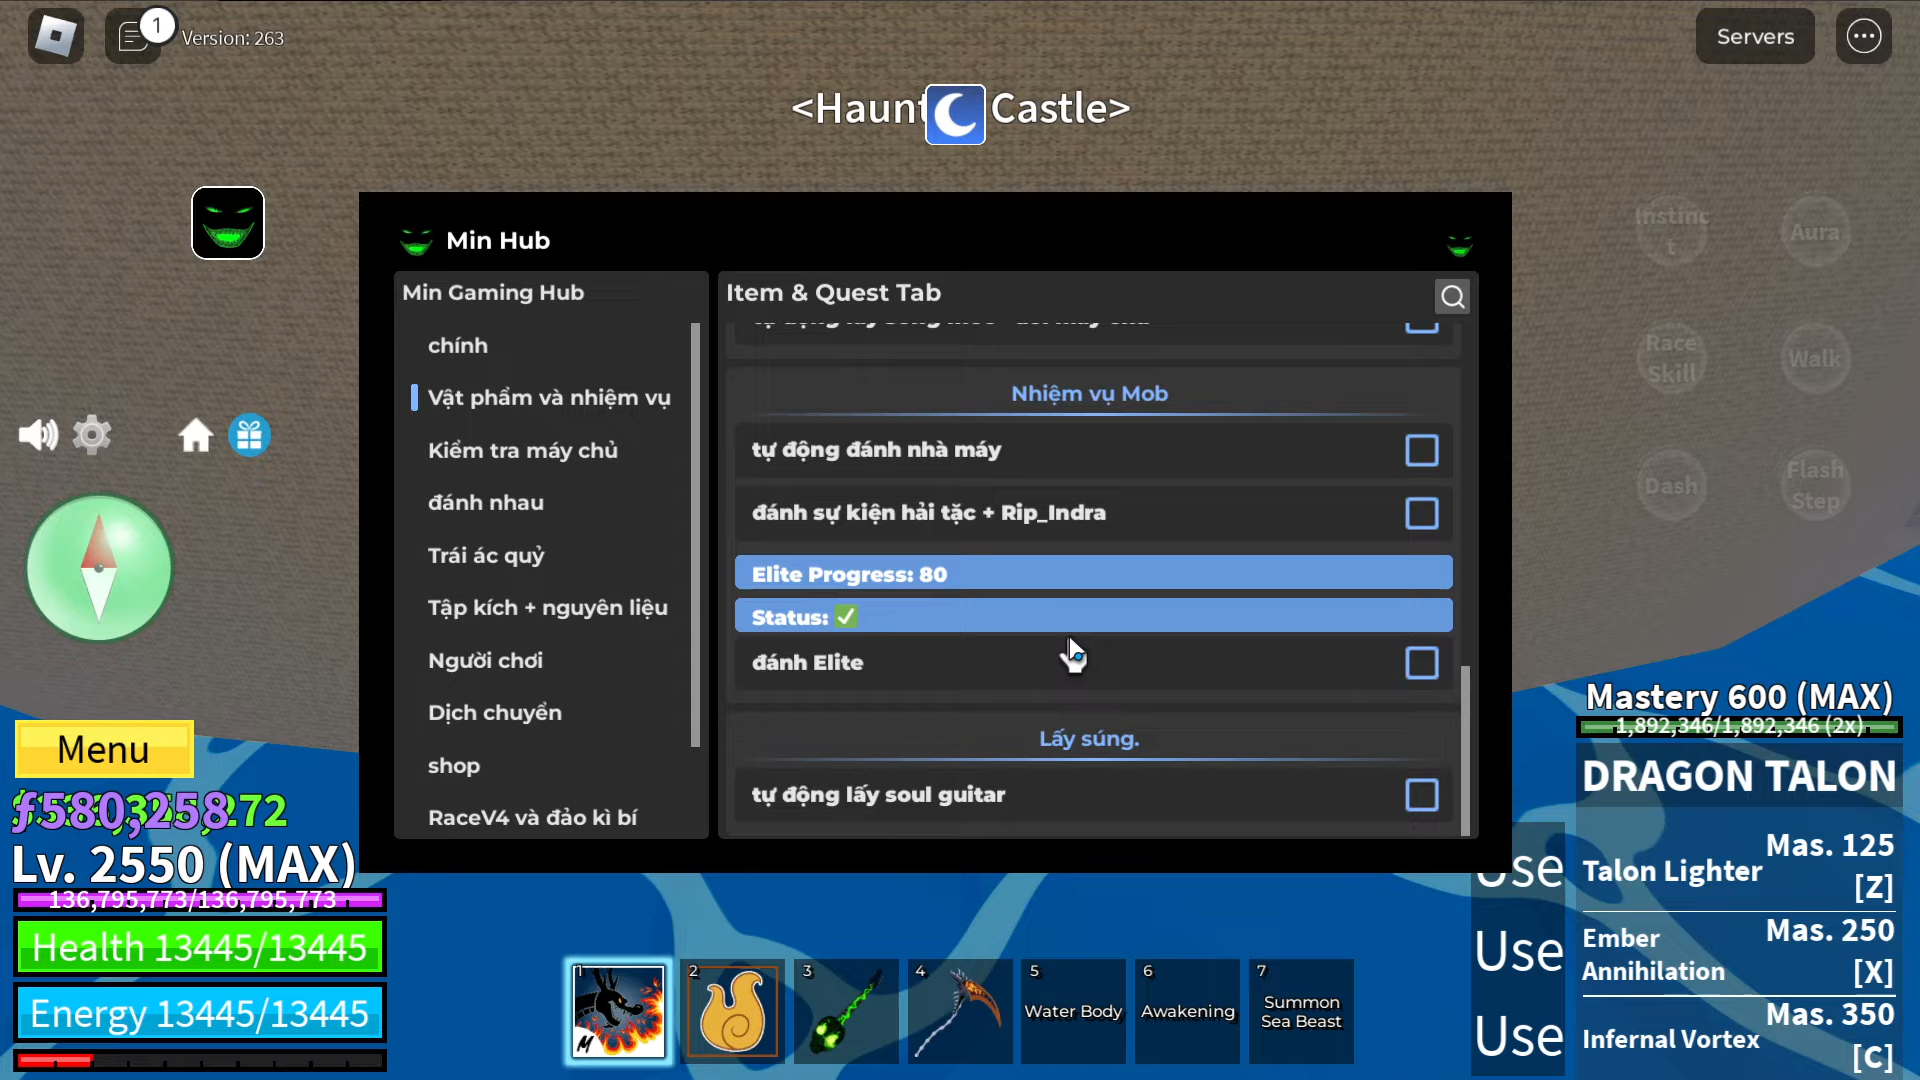 1
Version: 263
Servers
<Haunt Castle>
Min Hub
Min Gaming Hub
chính
Vật phẩm và nhiệm vụ
Kiểm tra máy chủ
đánh nhau
Trái ác quỷ
Tập kích + nguyên liệu
Người chơi
Dịch chuyển
shop
RaceV4 và đảo kì bí
Item & Quest Tab
Nhiệm vụ Mob
tự động đánh nhà máy
đánh sự kiện hải tặc + Rip_Indra
Elite Progress: 80
Status: ✅
đánh Elite
Lấy súng.
tự động lấy soul guitar
Instinc
t
Aura
Race
Skill
Walk
Dash
Flash
Step
Menu
ƒ580,258
272
Lv. 2550 (MAX)
136,795,773/136,795,773
Health 13445/13445
Energy 13445/13445
1
M
2
3
4
5
Water Body
6
Awakening
7
Summon
Sea Beast
Mastery 600 (MAX)
1,892,346/1,892,346 (2x)
DRAGON TALON
Use
Talon Lighter
Mas. 125
[Z]
Use
Ember
Annihilation
Mas. 250
[X]
Use
Infernal Vortex
Mas. 350
[C]